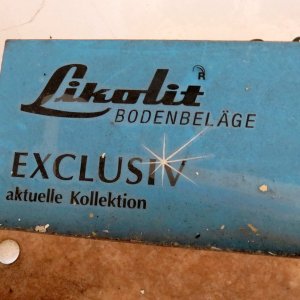 Likolit ®
BODENBELÄGE
EXCLUSIV
aktuelle Kollektion